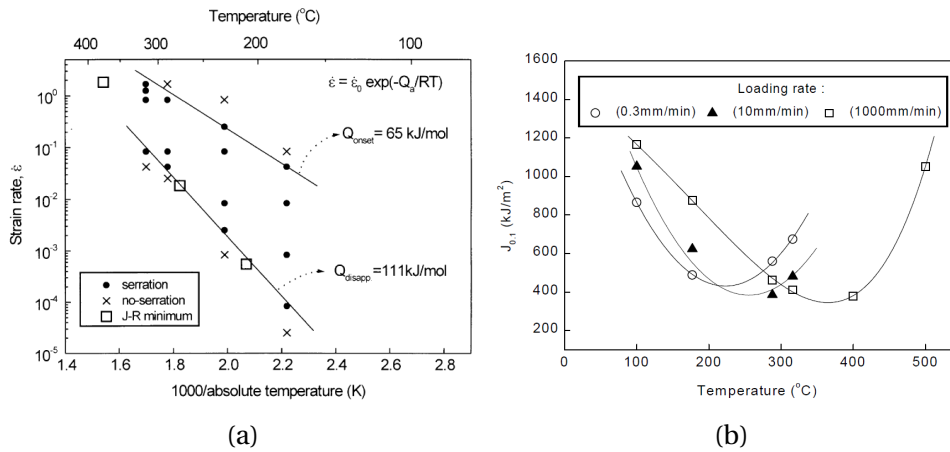 Temperature (°C)
400 300 200 100
ε̇ = ε̇₀ exp(-Qₐ/RT)
Q_onset = 65 kJ/mol
Q_disapp. =111kJ/mol
Strain rate, ε̇
10⁰
10⁻¹
10⁻²
10⁻³
10⁻⁴
10⁻⁵
serration
no-serration
J-R minimum
1.4 1.6 1.8 2.0 2.2 2.4 2.6 2.8
1000/absolute temperature (K)
(a)
J₀.₁ (kJ/m²)
1600
1400
1200
1000
800
600
400
200
Loading rate :
(0.3mm/min) (10mm/min) (1000mm/min)
0 100 200 300 400 500
Temperature (°C)
(b)